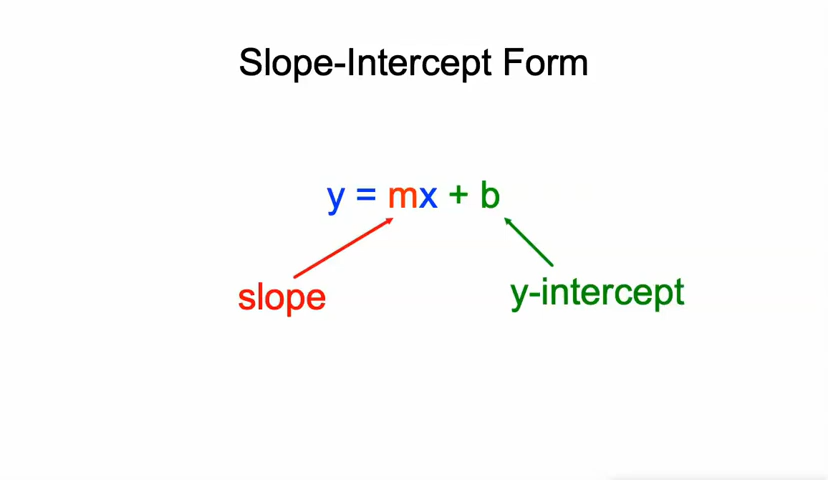 Slope-Intercept Form
y = mx + b
slope
y-intercept